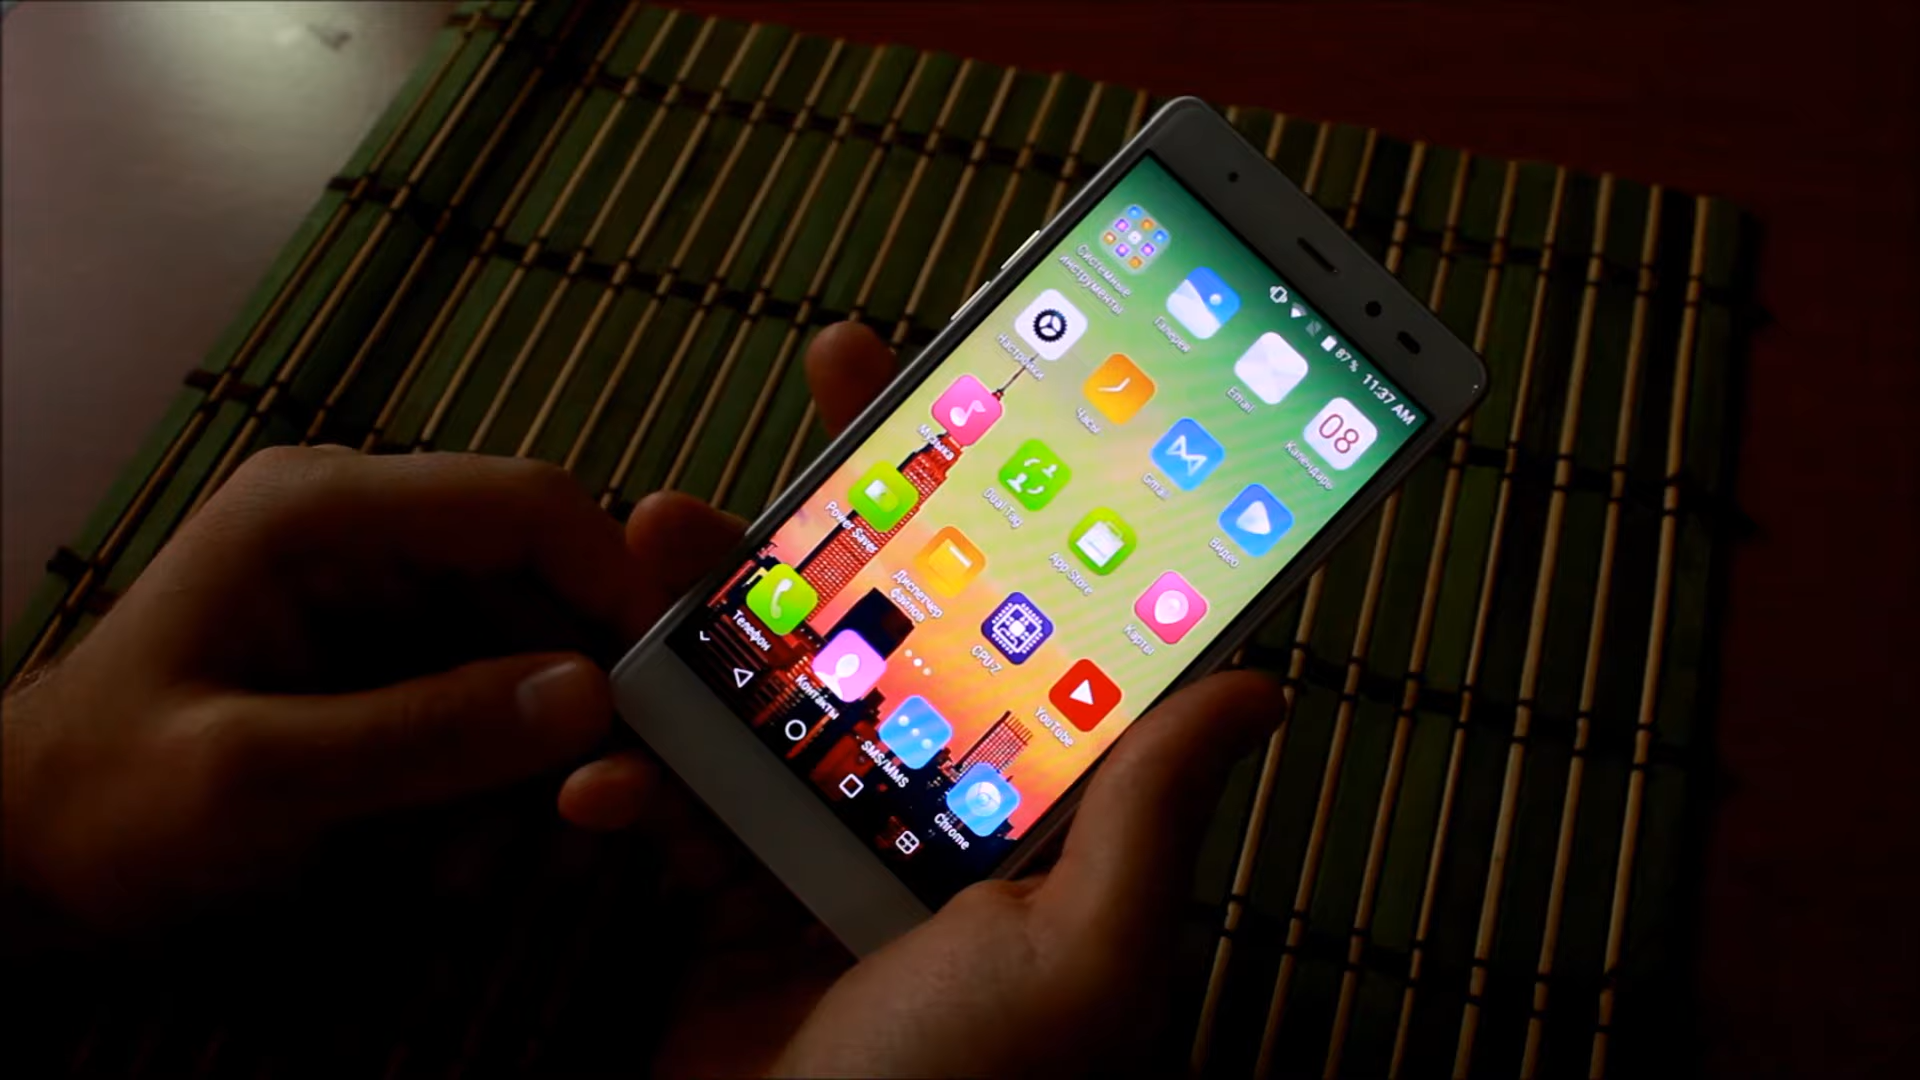 87 % 11:37 AM
Системные
инструменты
Галерея
Email
08
Календарь
Настройки
Часы
Gmail
Видео
Музыка
Dual Tag
App Store
Карты
Power Saver
Диспетчер
файлов
CPU-Z
YouTube
Телефон
Контакты
SMS/MMS
Chrome